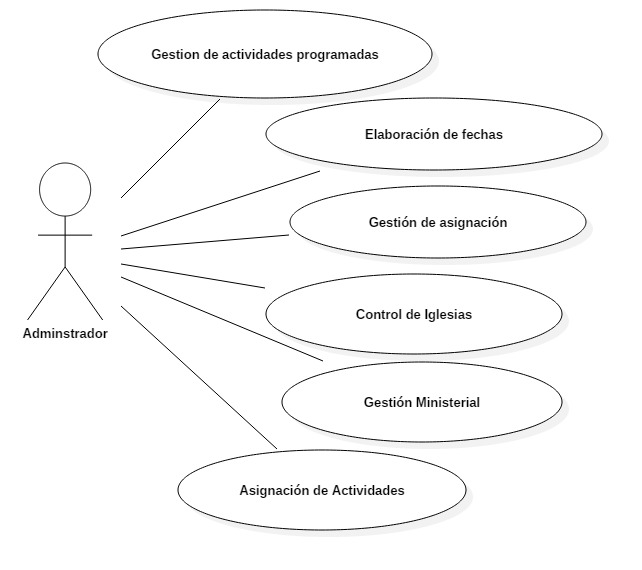 Gestion de actividades programadas
Elaboración de fechas
Gestión de asignación
Control de Iglesias
Adminstrador
Gestión Ministerial
Asignación de Actividades